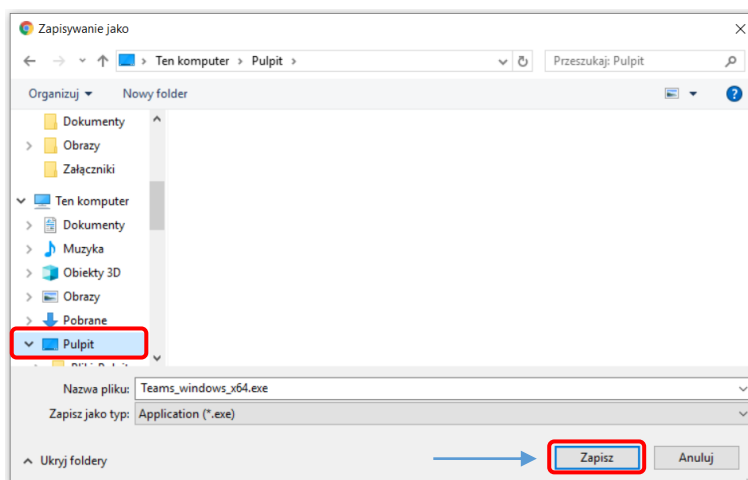 Zapisywanie jako
Ten komputer > Pulpit >
Przeszukaj: Pulpit
Organizuj
Nowy folder
Dokumenty
Obrazy
Załączniki
Ten komputer
Dokumenty
Muzyka
Obiekty 3D
Obrazy
Pobrane
Pulpit
Nazwa pliku: Teams_windows_x64.exe
Zapisz jako typ: Application (*.exe)
Ukryj foldery
Zapisz
Anuluj